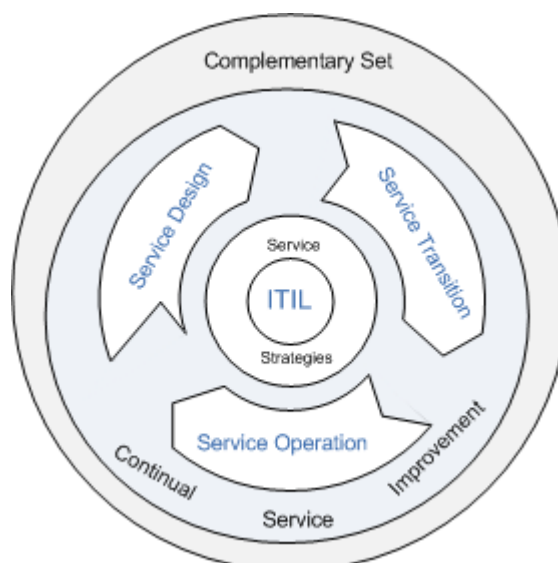 Complementary Set
Service Design
Service Transition
Service
ITIL
Strategies
Service Operation
Continual
Service
Improvement